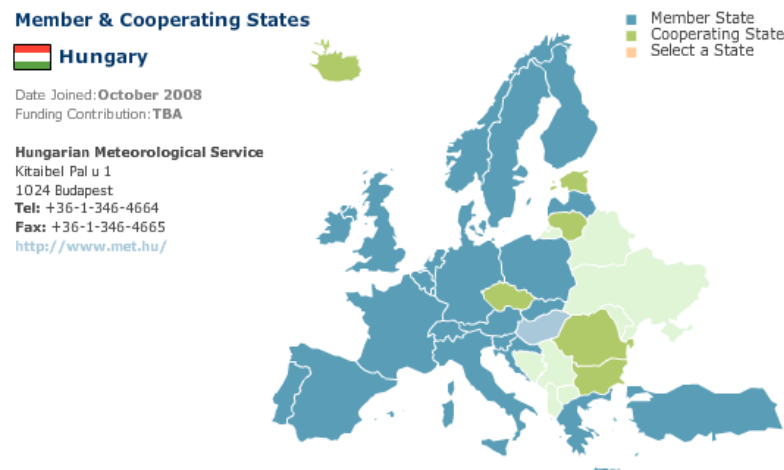 Member & Cooperating States
Hungary
Date Joined:October 2008
Funding Contribution:TBA
Hungarian Meteorological Service
Kitaibel Pal u 1
1024 Budapest
Tel: +36-1-346-4664
Fax: +36-1-346-4665
http://www.met.hu/
Member State
Cooperating State
Select a State